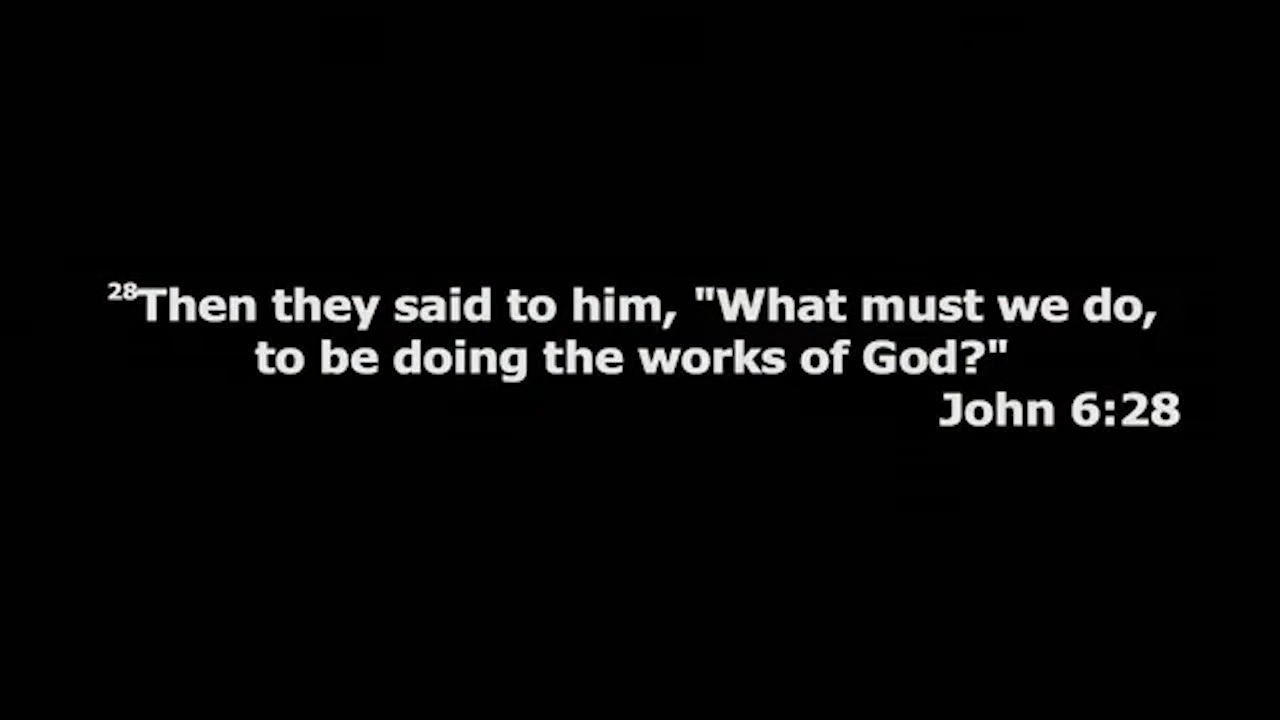 28Then they said to him, "What must we do,
to be doing the works of God?"
John 6:28